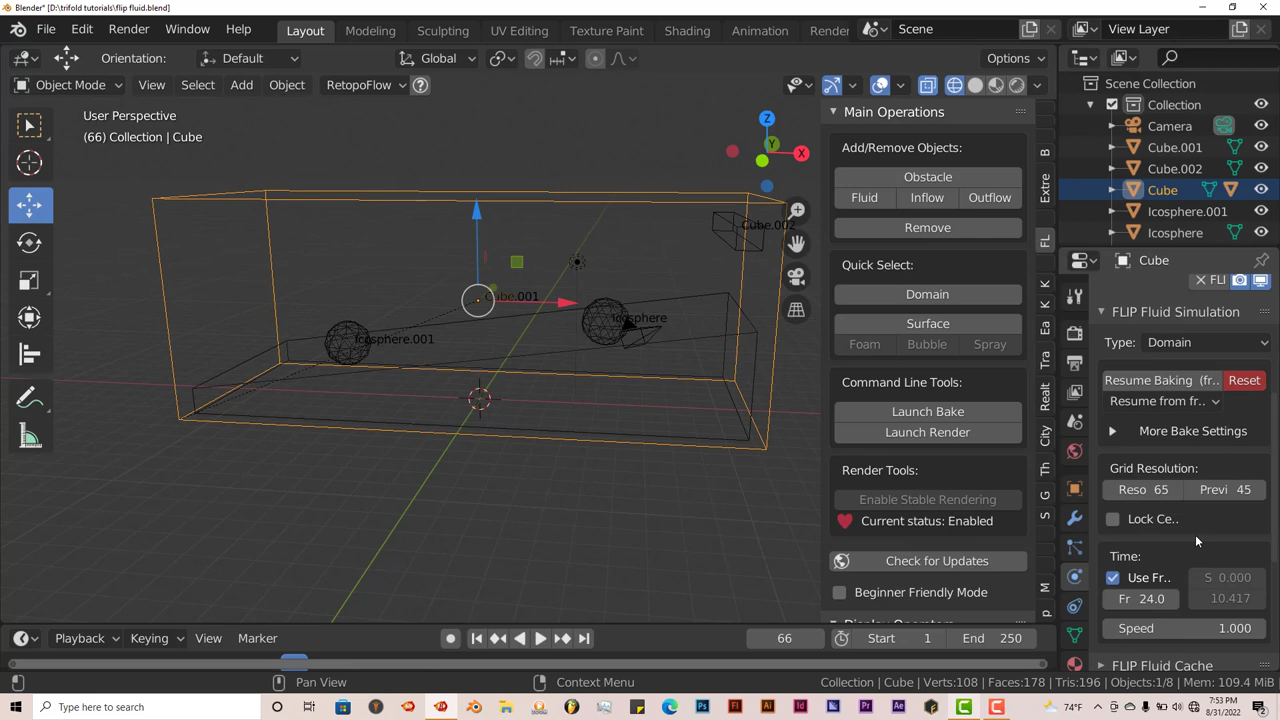 Blender* [D:\trifold tutorials\flip fluid.blend]
File Edit Render Window Help Layout Modeling Sculpting UV Editing Texture Paint Shading Animation Render Scene View Layer
Orientation: Default Global Options
Object Mode View Select Add Object RetopoFlow
User Perspective
(66) Collection | Cube
Z
Y
X
Cube.002
Cube.001
Icosphere
Icosphere.001
Main Operations
Add/Remove Objects:
Obstacle
Fluid Inflow Outflow
Remove
Quick Select:
Domain
Surface
Foam Bubble Spray
Command Line Tools:
Launch Bake
Launch Render
Render Tools:
Enable Stable Rendering
Current status: Enabled
Check for Updates
Beginner Friendly Mode
B
Extre
FL
K
K
Ea
Tra
Realt
City
Th
G
S
M
p
Scene Collection
Collection
Camera
Cube.001
Cube.002
Cube
Icosphere.001
Icosphere
Cube
FLI
FLIP Fluid Simulation
Type: Domain
Resume Baking (fr.. Reset
Resume from fr..
More Bake Settings
Grid Resolution:
Reso 65 Previ 45
Lock Ce..
Time:
Use Fr.. S 0.000
Fr 24.0 10.417
Speed 1.000
FLIP Fluid Cache
Playback Keying View Marker 66 Start 1 End 250
Pan View Context Menu Collection | Cube | Verts:108 | Faces:178 | Tris:196 | Objects:1/8 | Mem: 109.4 MiB
Type here to search 74°F 7:53 PM
8/31/2022